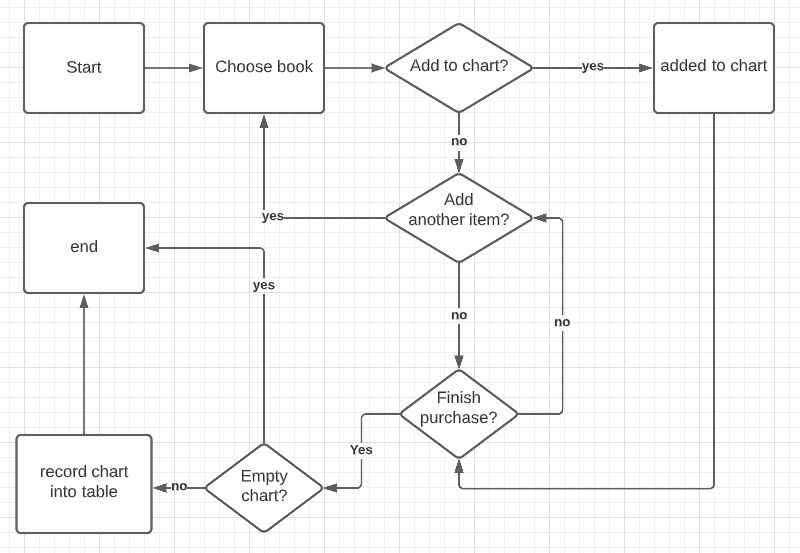 Start
Choose book
Add to chart?
yes
added to chart
no
Add
another item?
yes
end
yes
no
no
Finish
purchase?
Yes
record chart
into table
no
Empty
chart?